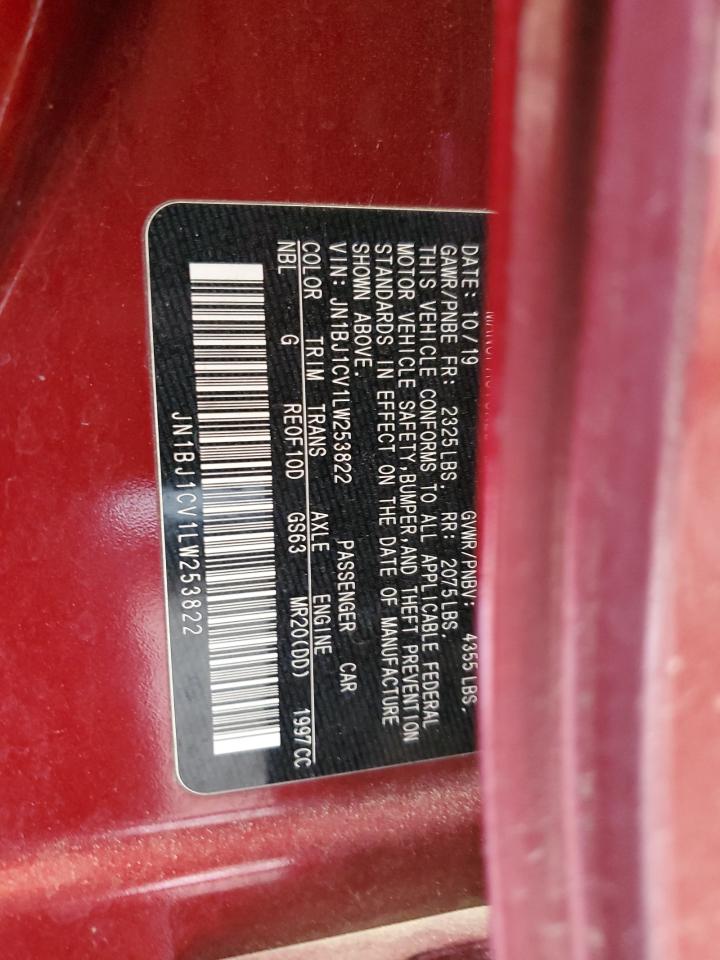 DATE: 10/19 GVWR/PNBV: 4355 LBS.
GAWR/PNBE FR: 2325 LBS. RR: 2075 LBS.
THIS VEHICLE CONFORMS TO ALL APPLICABLE FEDERAL
MOTOR VEHICLE SAFETY,BUMPER,AND THEFT PREVENTION
STANDARDS IN EFFECT ON THE DATE OF MANUFACTURE
SHOWN ABOVE.
VIN: JN1BJ1CV1LW253822 PASSENGER CAR
COLOR TRIM TRANS AXLE ENGINE
NBL G RE0F10D GS63 MR20(DD) 1997CC
JN1BJ1CV1LW253822